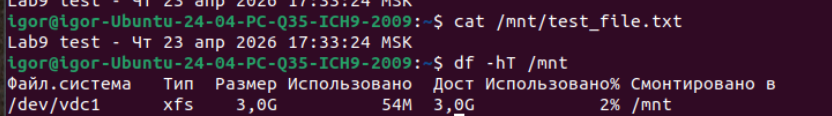 Lab9 test - Чт 23 апр 2026 17:33:24 MSK
igor@igor-Ubuntu-24-04-PC-Q35-ICH9-2009:~$ cat /mnt/test_file.txt
Lab9 test - Чт 23 апр 2026 17:33:24 MSK
igor@igor-Ubuntu-24-04-PC-Q35-ICH9-2009:~$ df -hT /mnt
Файл.система Тип Размер Использовано Дост Использовано% Смонтировано в
/dev/vdc1 xfs 3,0G 54M 3,0G 2% /mnt